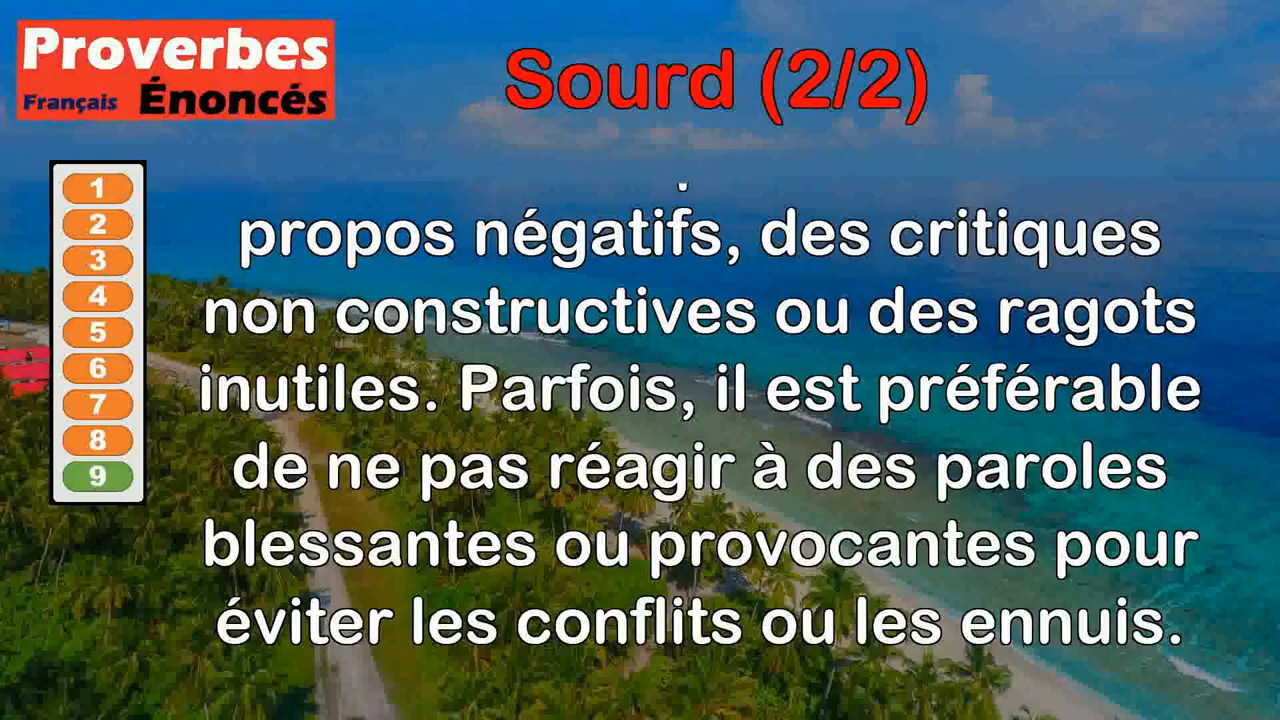 Proverbes
Français Énoncés
Sourd (2/2)
1
2
3
4
5
6
7
8
9
propos négatifs, des critiques
non constructives ou des ragots
inutiles. Parfois, il est préférable
de ne pas réagir à des paroles
blessantes ou provocantes pour
éviter les conflits ou les ennuis.